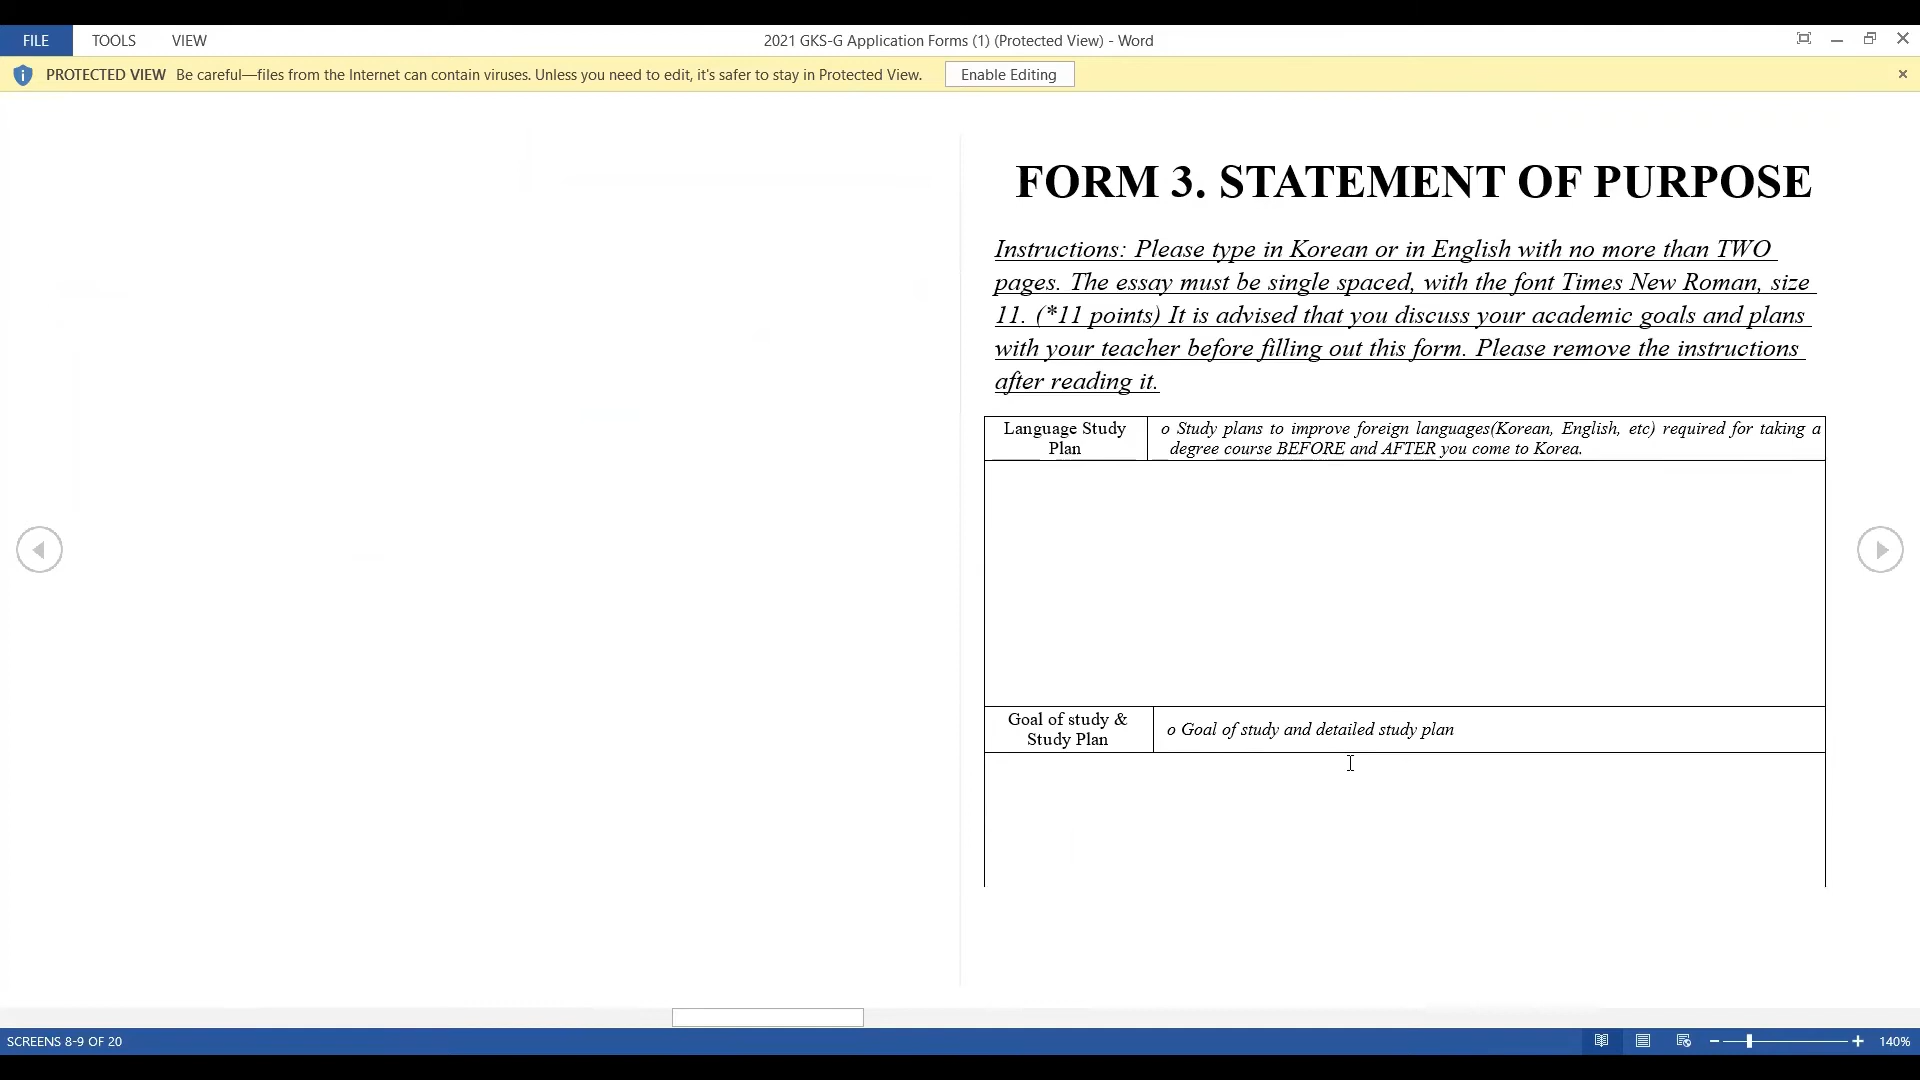 FILE TOOLS VIEW 2021 GKS-G Application Forms (1) (Protected View) - Word
PROTECTED VIEW Be careful—files from the Internet can contain viruses. Unless you need to edit, it's safer to stay in Protected View. Enable Editing
FORM 3. STATEMENT OF PURPOSE
Instructions: Please type in Korean or in English with no more than TWO
pages. The essay must be single spaced, with the font Times New Roman, size
11. (*11 points) It is advised that you discuss your academic goals and plans
with your teacher before filling out this form. Please remove the instructions
after reading it.
Language Study
Plan
o Study plans to improve foreign languages(Korean, English, etc) required for taking a
degree course BEFORE and AFTER you come to Korea.
Goal of study &
Study Plan
o Goal of study and detailed study plan
SCREENS 8-9 OF 20
140%